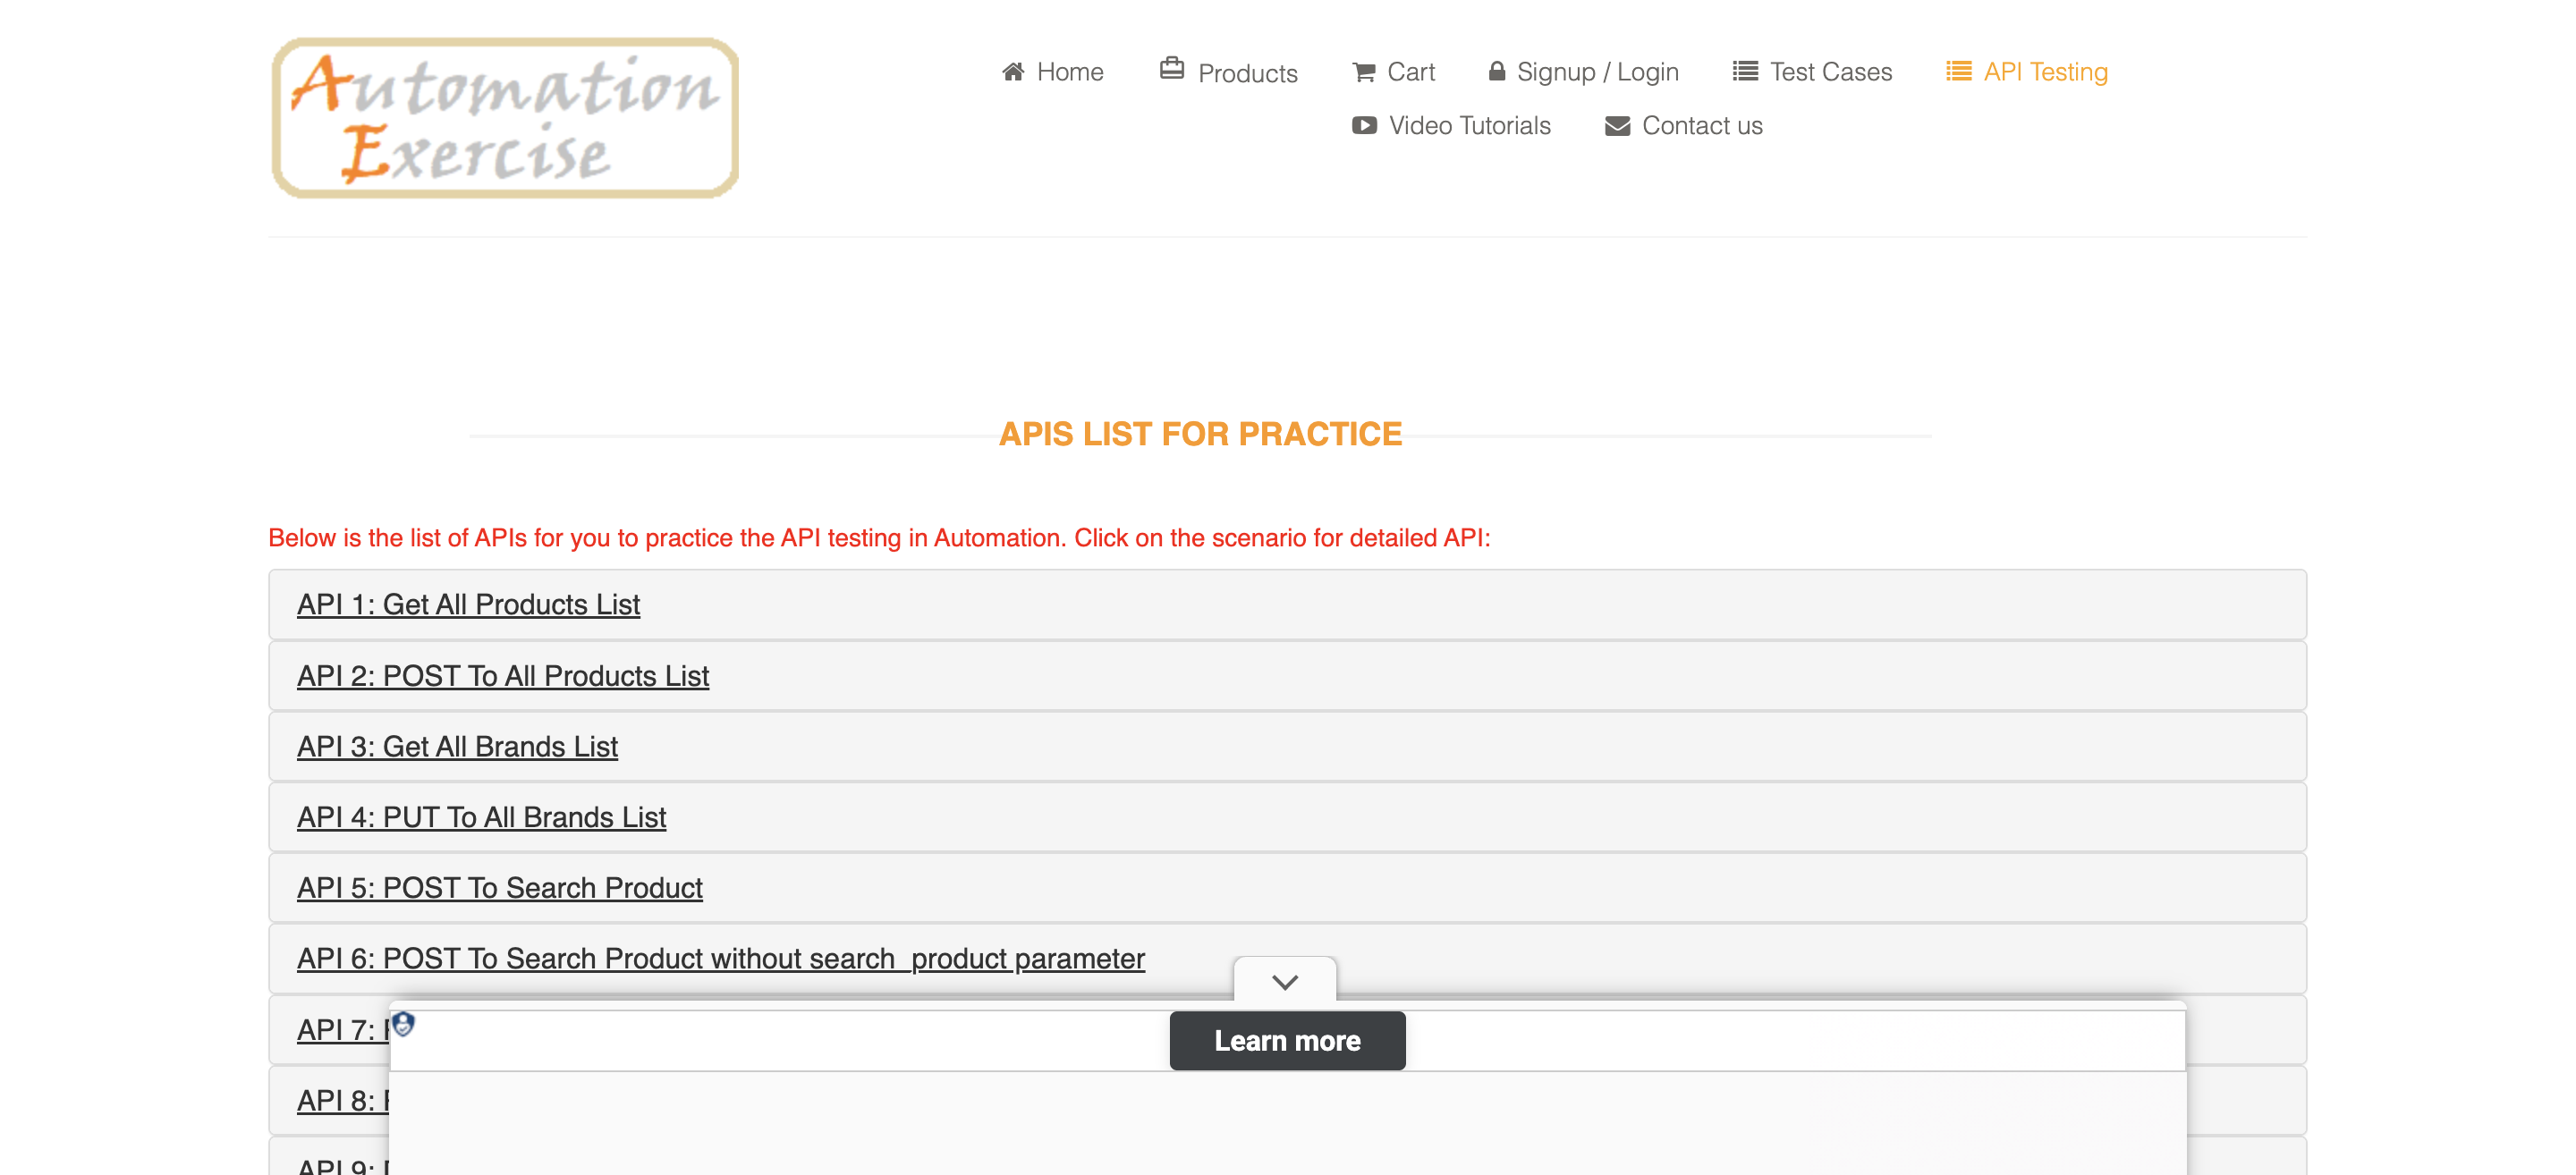 Automation
Exercise
Home
Products
Cart
Signup / Login
Test Cases
API Testing
Video Tutorials
Contact us
APIS LIST FOR PRACTICE
Below is the list of APIs for you to practice the API testing in Automation. Click on the scenario for detailed API:
API 1: Get All Products List
API 2: POST To All Products List
API 3: Get All Brands List
API 4: PUT To All Brands List
API 5: POST To Search Product
API 6: POST To Search Product without search_product parameter
API 7:
Learn more
API 8:
API 9: